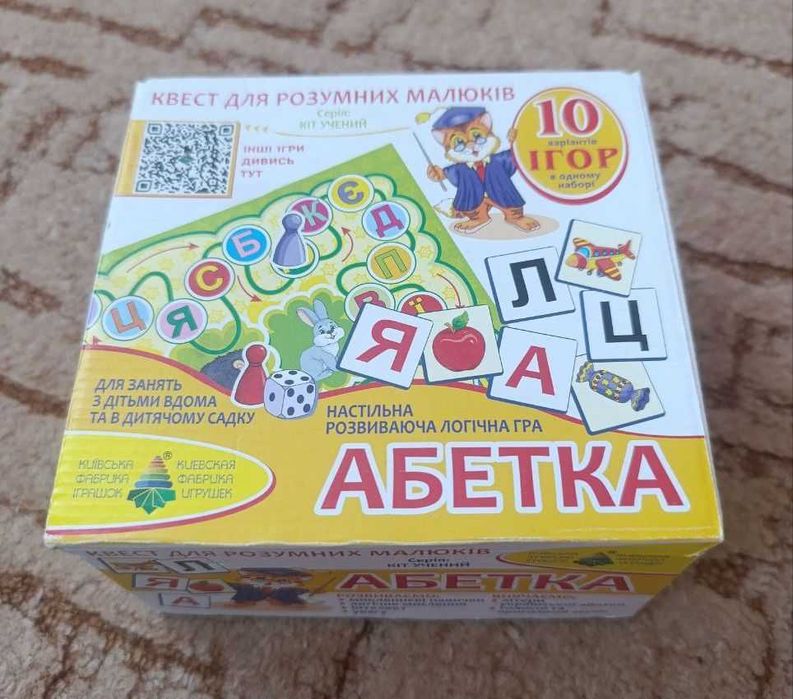 КВЕСТ ДЛЯ РОЗУМНИХ МАЛЮКІВ
Серія:
КІТ УЧЕНИЙ
10
варіантів
ІГОР
в одному
наборі
ІНШІ ІГРИ
ДИВИСЬ
ТУТ
Ц Я С Б Ж Є Д П В Ї
Л
Ц
Я
А
ДЛЯ ЗАНЯТЬ
З ДІТЬМИ ВДОМА
ТА В ДИТЯЧОМУ САДКУ
НАСТІЛЬНА
РОЗВИВАЮЧА ЛОГІЧНА ГРА
АБЕТКА
КИЇВСЬКА
ФАБРИКА
ІГРАШОК
®
КИЕВСКАЯ
ФАБРИКА
ИГРУШЕК
КВЕСТ ДЛЯ РОЗУМНИХ МАЛЮКІВ
Серія:
КІТ УЧЕНИЙ
Л
Я
А
АБЕТКА
РОЗВИВАЄМО: